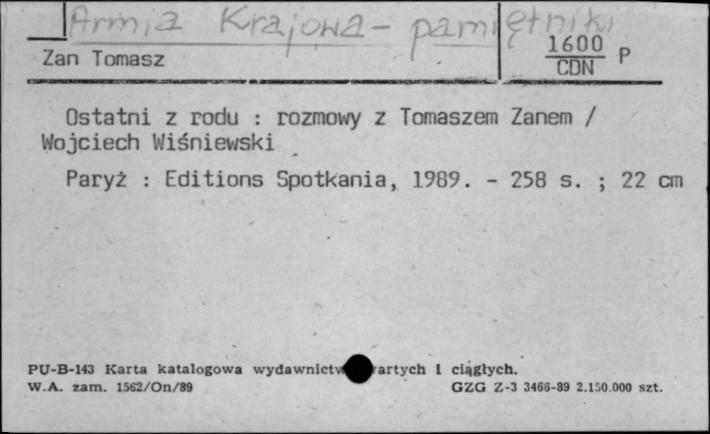 Armia Krajowa - pamiętniki
Zan Tomasz
1600 P
CDN
Ostatni z rodu : rozmowy z Tomaszem Zanem /
Wojciech Wiśniewski
Paryż : Editions Spotkania, 1989. - 258 s. ; 22 cm
PU-B-143 Karta katalogowa ciągłych.
W.A. zam. 1562/On/89 GZG Z-3 3466-89 2.150.000 szt.